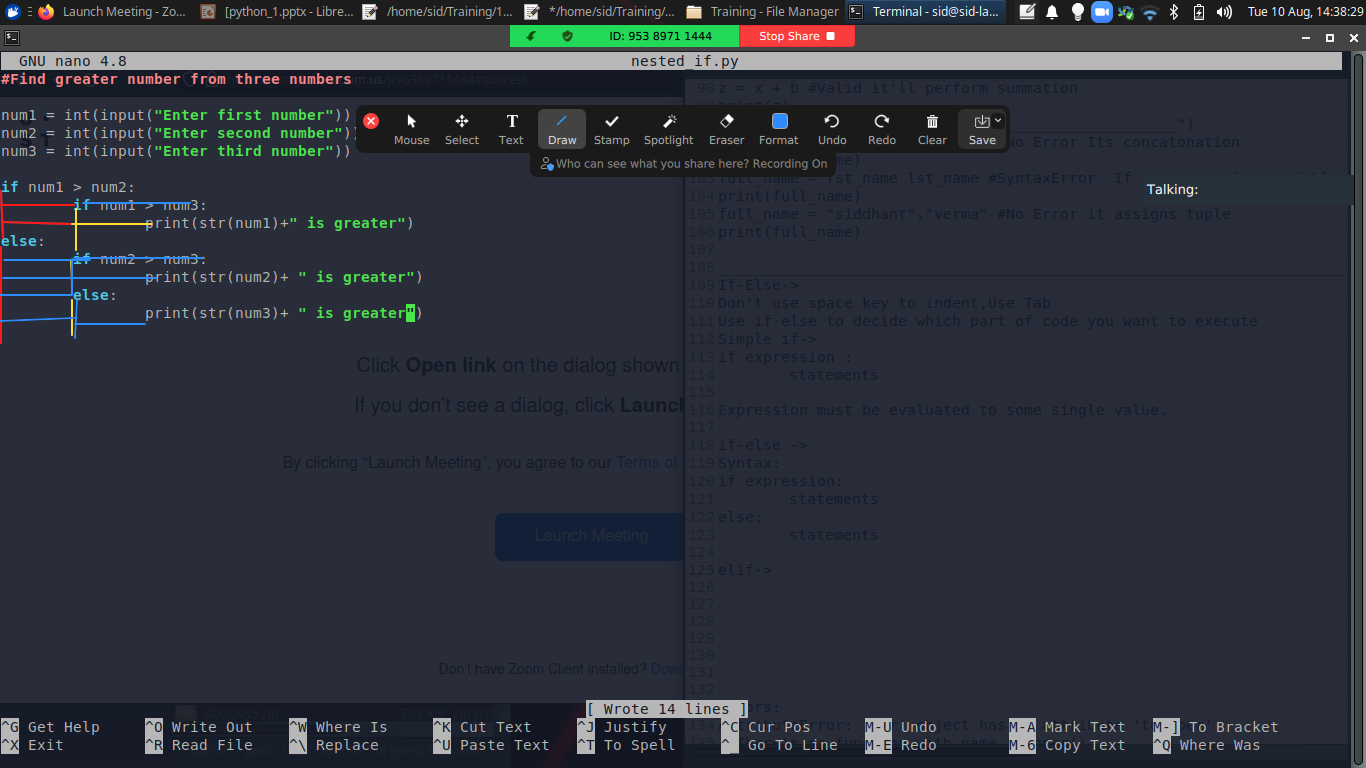 Launch Meeting - Zo...
[python_1.pptx - Libre...
/home/sid/Training/1...
*/home/sid/Training/...
Training - File Manager
Terminal - sid@sid-la...
Tue 10 Aug, 14:38:29
ID: 953 8971 1444
Stop Share
GNU nano 4.8
nested_if.py
#Find greater number from three numbers
num1 = int(input("Enter first number"))
num2 = int(input("Enter second number"))
num3 = int(input("Enter third number"))
if num1 > num2:
if num1 > num3:
print(str(num1)+" is greater")
else:
if num2 > num3:
print(str(num2)+ " is greater")
else:
print(str(num3)+ " is greater")
Mouse
Select
Text
Draw
Stamp
Spotlight
Eraser
Format
Undo
Redo
Clear
Save
Who can see what you share here? Recording On
Talking:
98 z = x + b #Valid it'll perform summation
No Error Its concatonation
full_name = fst_name lst_name #SyntaxError If
104 print(full_name)
105 full_name = "siddhant","verma" #No Error it assigns tuple
106 print(full_name)
107
108
109 If-Else->
110 Don't use space key to indent,Use Tab
111 Use if-else to decide which part of code you want to execute
112 Simple if->
113 if expression :
114 statements
115
116 Expression must be evaluated to some single value.
117
118 if-else ->
119 Syntax:
120 if expression:
121 statements
122 else:
123 statements
124
125 elif->
126
127
128
129
130
131
132
Click Open link on the dialog shown
If you don't see a dialog, click Launc
By clicking "Launch Meeting", you agree to our Terms of
Launch Meeting
Don't have Zoom Client installed? Down
[ Wrote 14 lines ]
^G Get Help
^O Write Out
^W Where Is
^K Cut Text
^J Justify
^C Cur Pos
M-U Undo
M-A Mark Text
M-] To Bracket
^X Exit
^R Read File
^\ Replace
^U Paste Text
^T To Spell
^_ Go To Line
M-E Redo
M-6 Copy Text
^Q Where Was